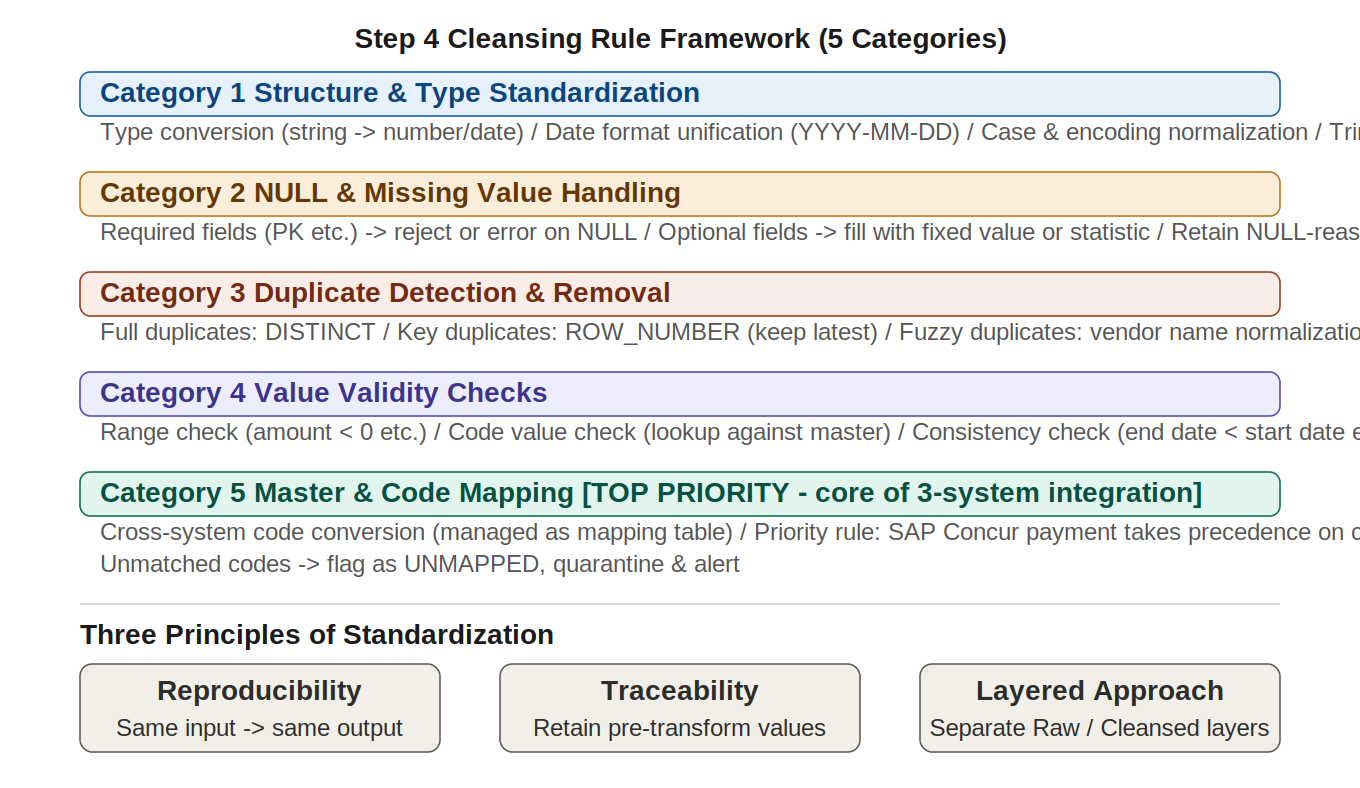 Step 4 Cleansing Rule Framework (5 Categories)
Category 1 Structure & Type Standardization
Type conversion (string -> number/date) / Date format unification (YYYY-MM-DD) / Case & encoding normalization /
Category 2 NULL & Missing Value Handling
Required fields (PK etc.) -> reject or error on NULL / Optional fields -> fill with fixed value or statistic / Retain
Category 3 Duplicate Detection & Removal
Full duplicates: DISTINCT / Key duplicates: ROW_NUMBER (keep latest) / Fuzzy duplicates: vendor name
Category 4 Value Validity Checks
Range check (amount < 0 etc.) / Code value check (lookup against master) / Consistency check (end date < start date
Category 5 Master & Code Mapping [TOP PRIORITY - core of 3-system integration]
Cross-system code conversion (managed as mapping table) / Priority rule: SAP Concur payment takes precedence on
Unmatched codes -> flag as UNMAPPED, quarantine & alert
Three Principles of Standardization
Reproducibility
Same input -> same output
Traceability
Retain pre-transform values
Layered Approach
Separate Raw / Cleansed layers